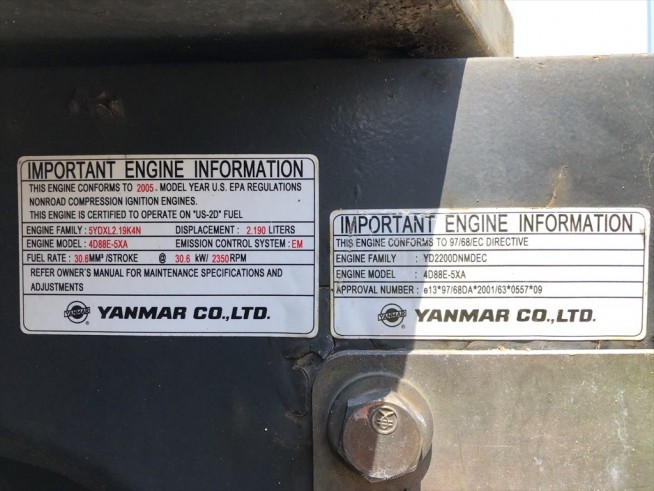 IMPORTANT ENGINE INFORMATION
THIS ENGINE CONFORMS TO 2005- MODEL YEAR U.S. EPA REGULATIONS
NONROAD COMPRESSION IGNITION ENGINES.
THIS ENGINE IS CERTIFIED TO OPERATE ON "US-2D" FUEL
ENGINE FAMILY : 5YDXL2.19K4N DISPLACEMENT : 2.190 LITERS
ENGINE MODEL : 4D88E-5XA EMISSION CONTROL SYSTEM : EM
FUEL RATE : 30.6MM³/STROKE @ 30.6 kW/ 2350RPM
REFER OWNER'S MANUAL FOR MAINTENANCE SPECIFICATIONS AND
ADJUSTMENTS
YANMAR ® YANMAR CO.,LTD.
IMPORTANT ENGINE INFORMATION
THIS ENGINE CONFORMS TO 97/68/EC DIRECTIVE
ENGINE FAMILY : YD2200DNMDEC
ENGINE MODEL : 4D88E-5XA
APPROVAL NUMBER : e13*97/68DA*2001/63*0557*09
YANMAR ® YANMAR CO.,LTD.